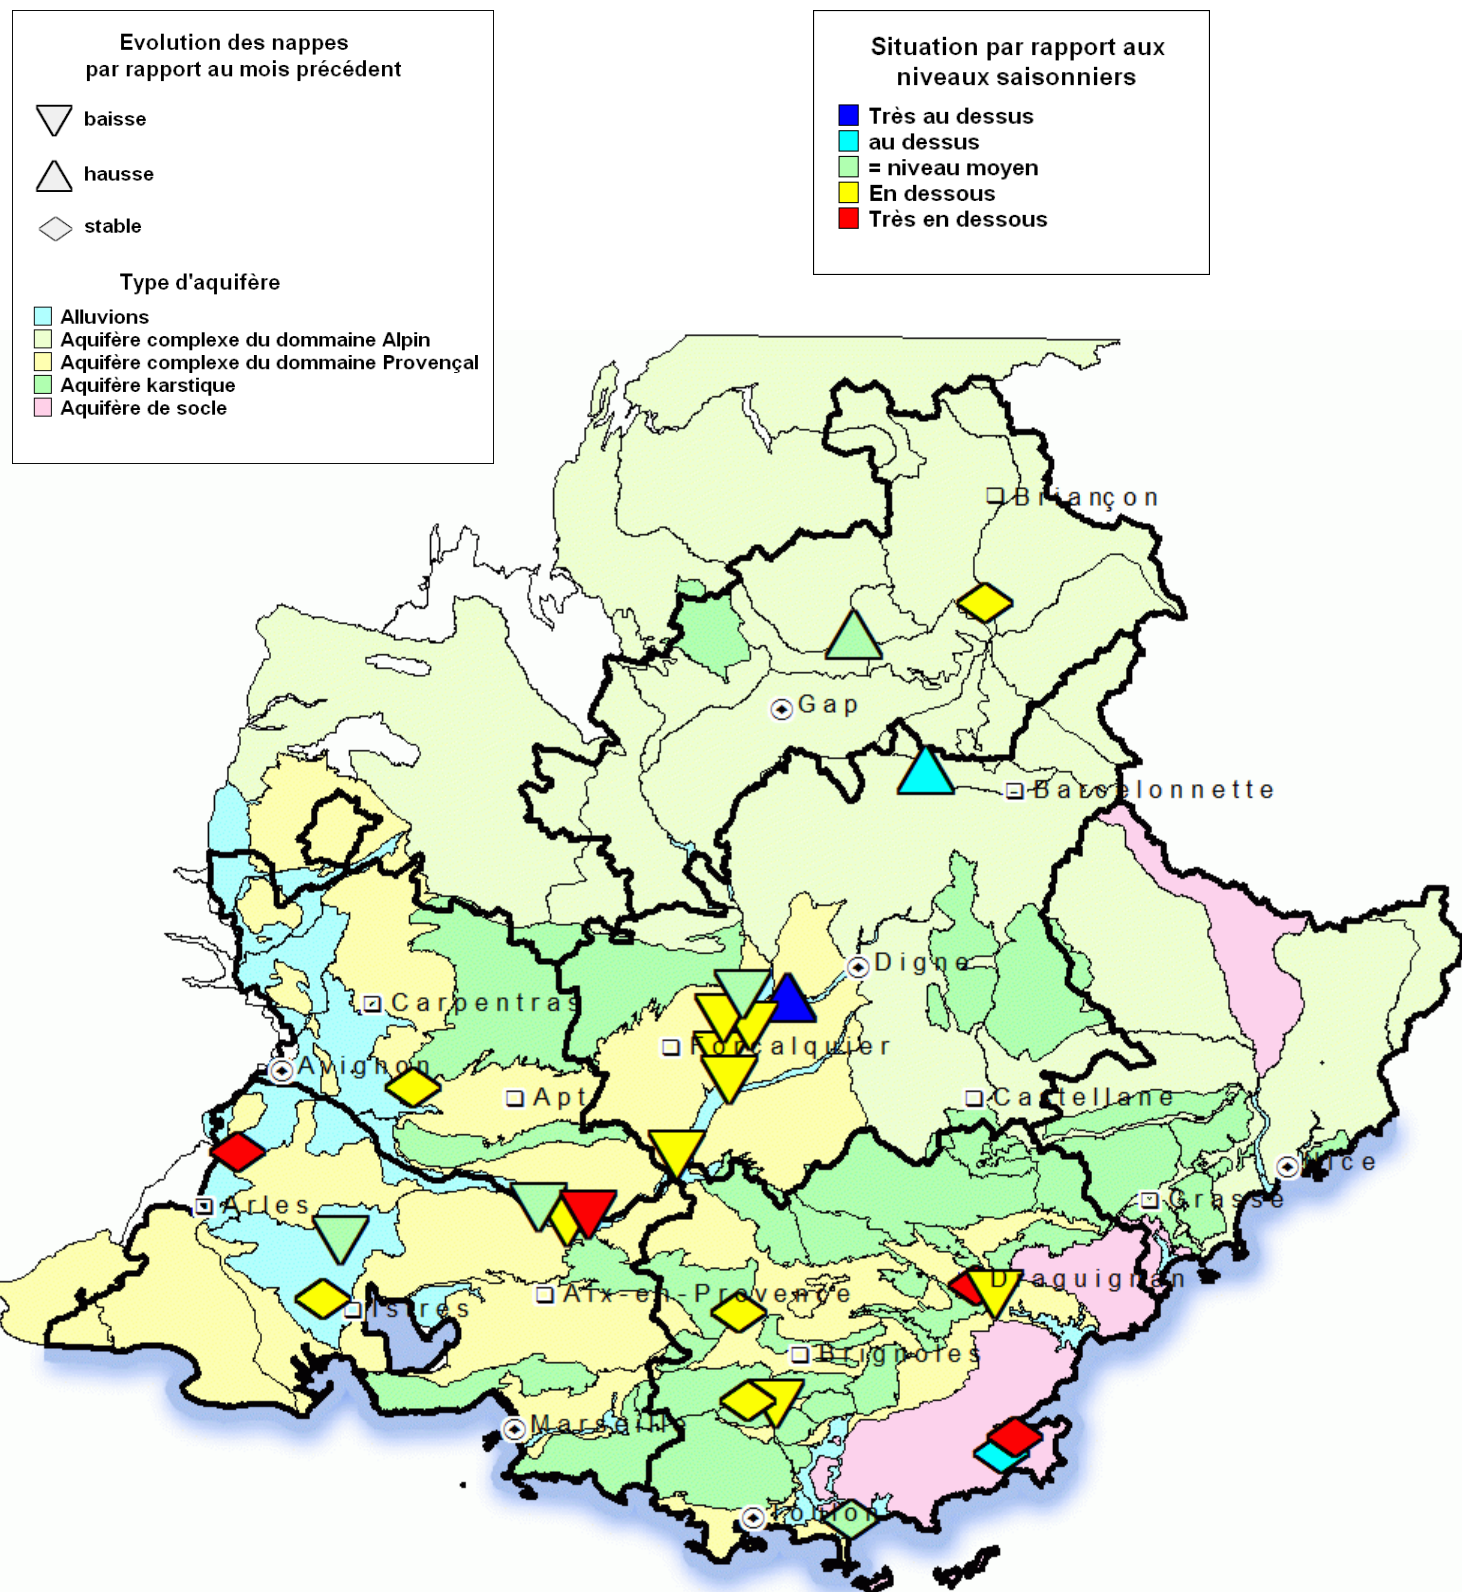 Evolution des nappes
par rapport au mois précédent
baisse
hausse
stable
Type d'aquifère
Alluvions
Aquifère complexe du dommaine Alpin
Aquifère complexe du dommaine Provençal
Aquifère karstique
Aquifère de socle
Situation par rapport aux
niveaux saisonniers
Très au dessus
au dessus
= niveau moyen
En dessous
Très en dessous
Briançon
Gap
Barselonnette
Digne
Carpentras
Forcalquier
Avignon
Apt
Castellane
Nice
Arles
Grasse
Draguignan
Aix-en-Provence
Istres
Brignoles
Marseille
Toulon